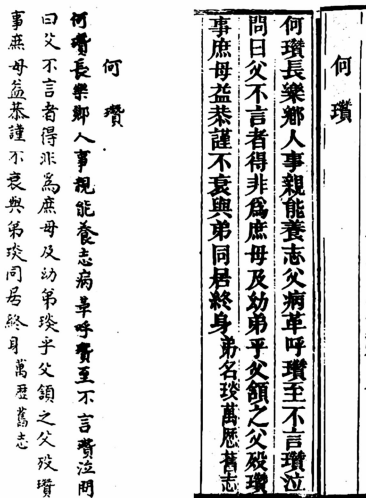 何瓚
何瓚長樂鄉人事親能養志父病革呼瓚至不言瓚泣
問曰父不言者得非爲庶母及幼弟乎父頷之父殁瓚
事庶母益恭謹不衰與弟同居終身弟名琰萬厯舊志
何瓚
何瓚長樂鄉人事親能養志病革呼瓚至不言瓚泣問
曰父不言者得非爲庶母及幼弟琰乎父頷之父殁瓚
事庶母益恭謹不衰與弟琰同居終身萬歷舊志